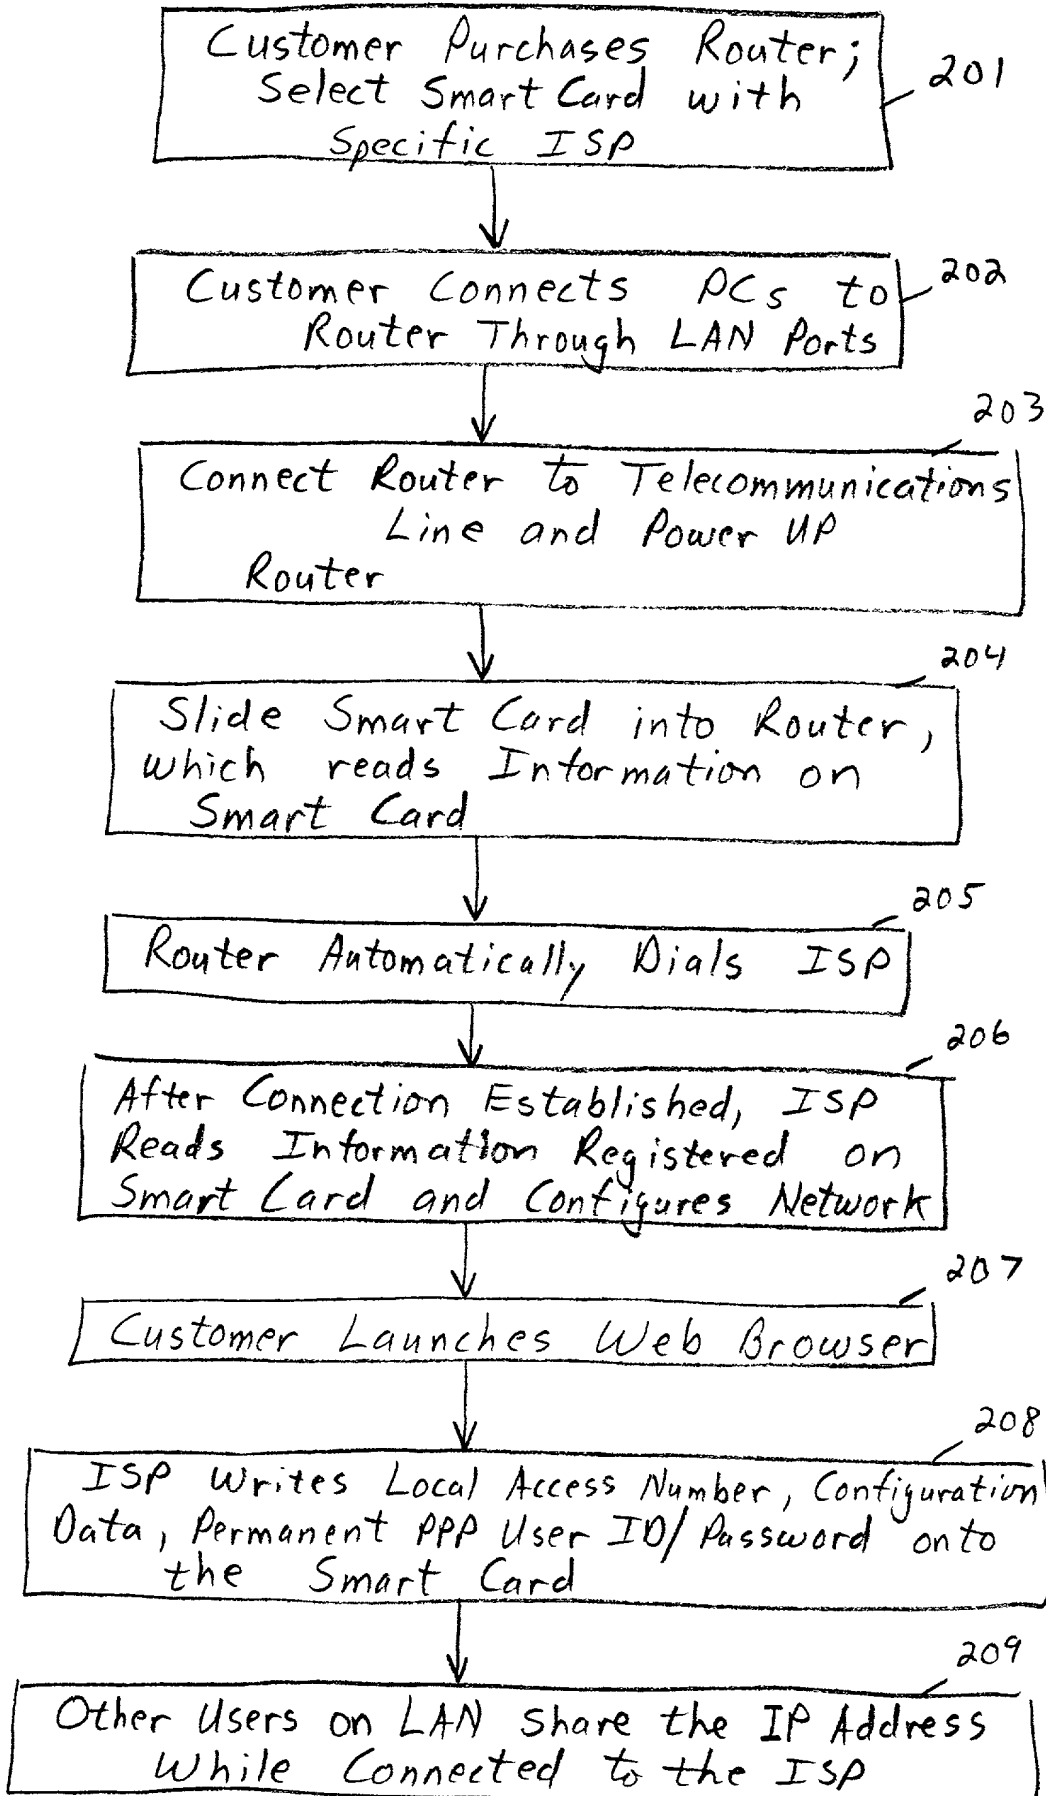 Customer Purchases Router;
Select Smart Card with
Specific ISP
201
Customer Connects PCs to
Router Through LAN Ports
202
203
Connect Router to Telecommunications
Line and Power UP
Router
204
Slide Smart Card into Router,
which reads Information on
Smart Card
205
Router Automatically Dials ISP
206
After Connection Established, ISP
Reads Information Registered on
Smart Card and Configures Network
207
Customer Launches Web Browser
208
ISP Writes Local Access Number, Configuration
Data, Permanent PPP User ID/Password onto
the Smart Card
209
Other Users on LAN Share the IP Address
While Connected to the ISP